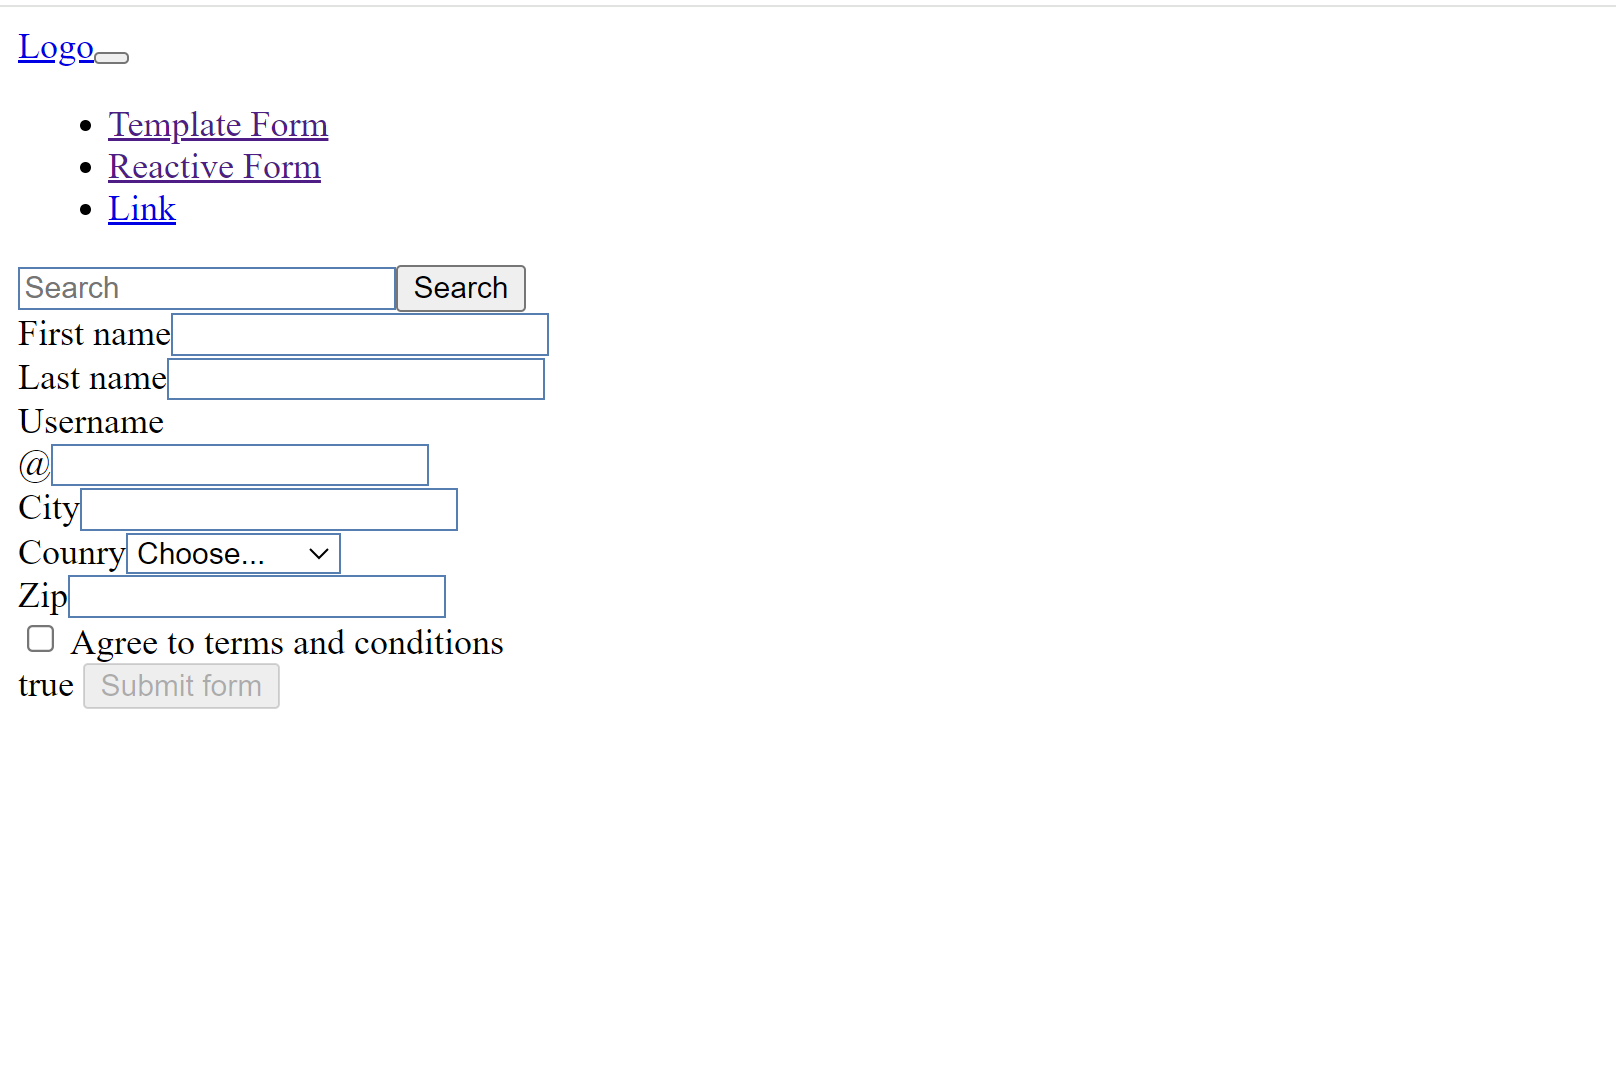 Logo
Template Form
Reactive Form
Link
Search Search
First name
Last name
Username
@
City
Counry Choose...
Zip
Agree to terms and conditions
true Submit form